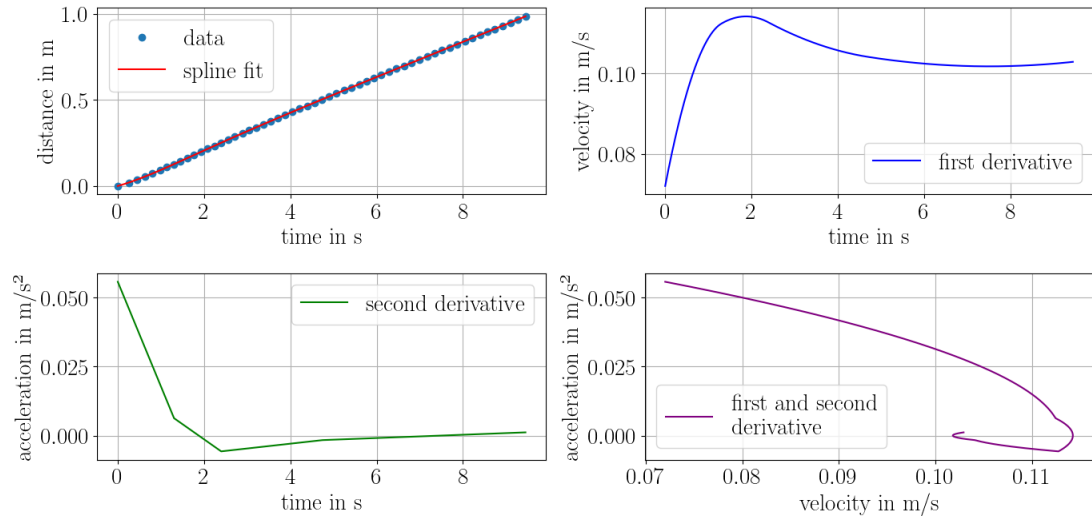 1.0
0.5
0.0
distance in m
data
spline fit
0 2 4 6 8
time in s
0.10
0.08
velocity in m/s
first derivative
0 2 4 6 8
time in s
0.050
0.025
0.000
acceleration in m/s²
second derivative
0 2 4 6 8
time in s
0.050
0.025
0.000
acceleration in m/s²
first and second
derivative
0.07 0.08 0.09 0.10 0.11
velocity in m/s